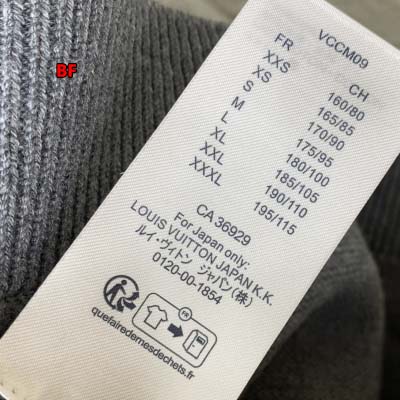 BF
VCCM09
FR CH
XXS 160/80
XS 165/85
S 170/90
M 175/95
L 180/100
XL 185/105
XXL 190/110
XXXL 195/115
CA 36929
For Japan only:
LOUIS VUITTON JAPAN K.K.
ルイ・ヴィトン ジャパン(株)
0120-00-1854
FR
quefairedemesdechets.fr